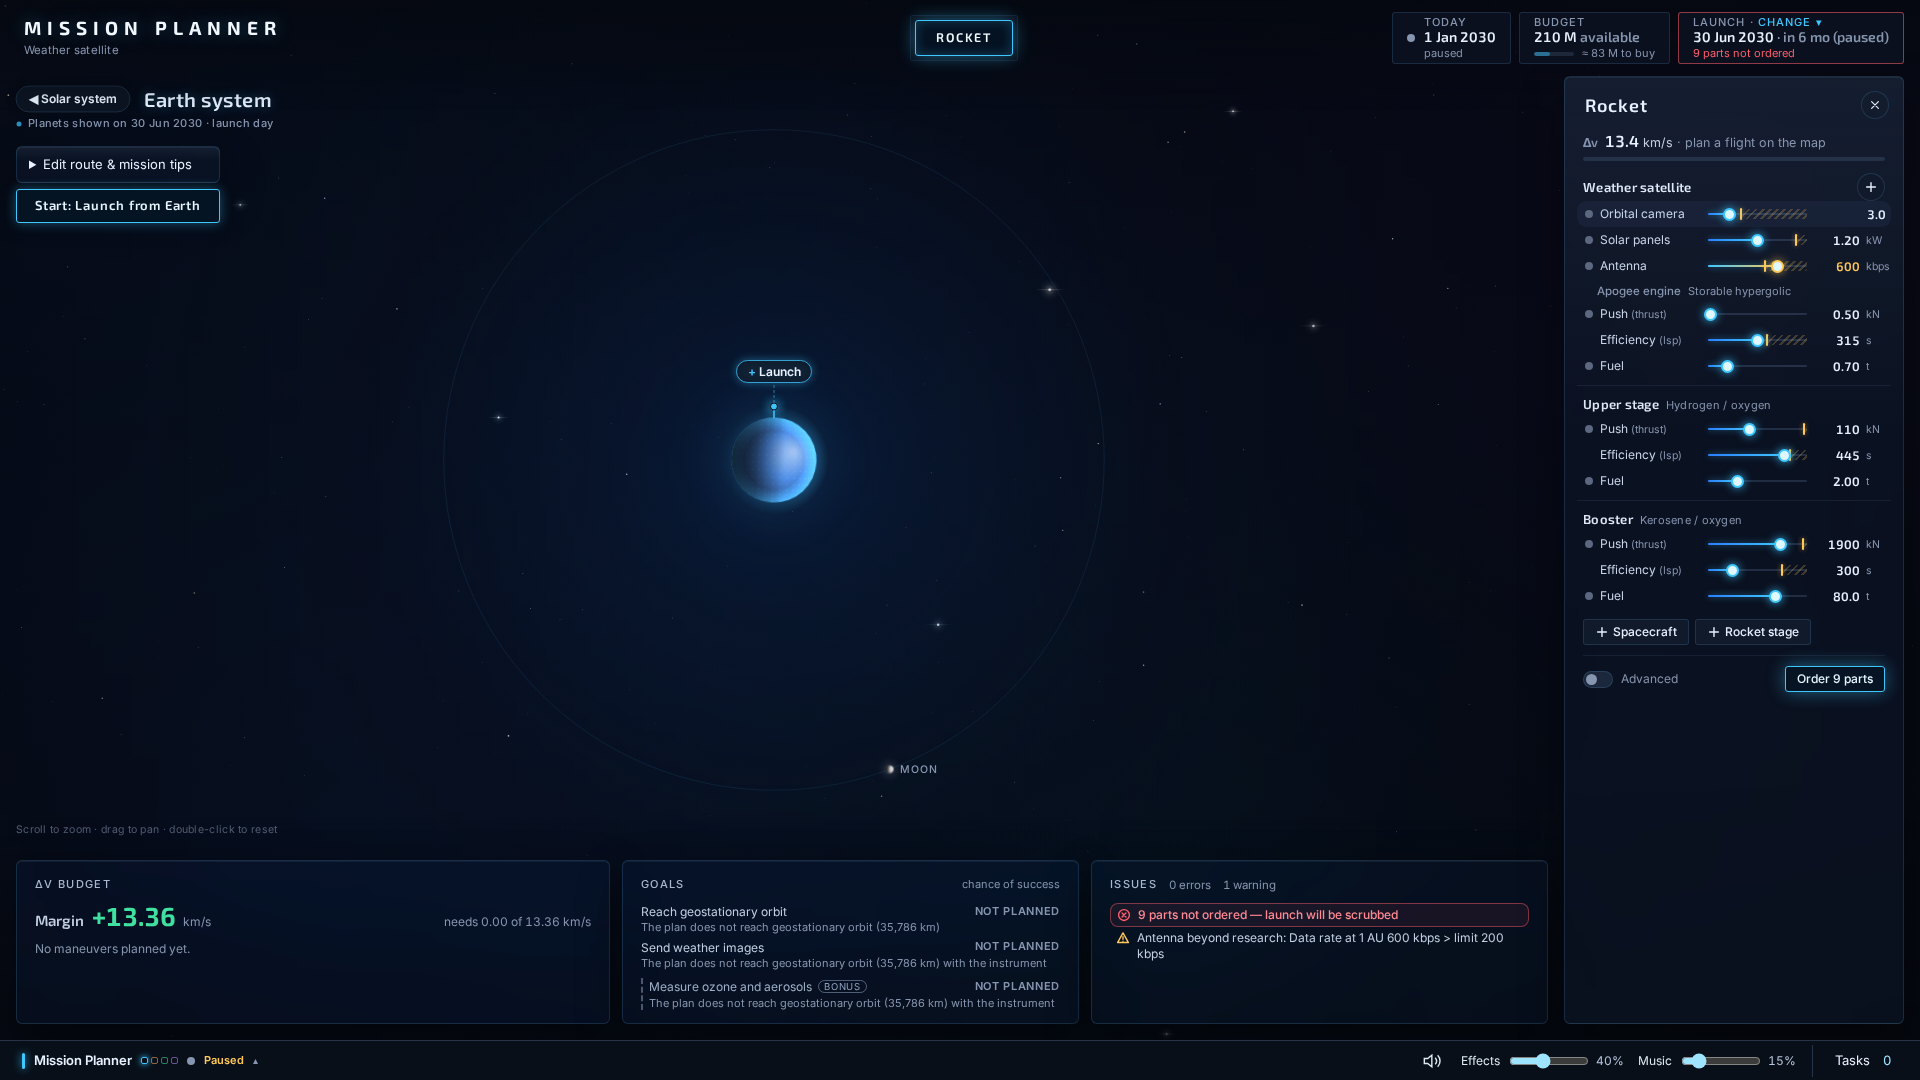 MISSION PLANNER
Weather satellite
ROCKET
TODAY
1 Jan 2030
paused
BUDGET
210 M available
≈ 83 M to buy
LAUNCH · CHANGE ▾
30 Jun 2030 · in 6 mo (paused)
9 parts not ordered
◀ Solar system
Earth system
Planets shown on 30 Jun 2030 · launch day
▶ Edit route & mission tips
Start: Launch from Earth
+ Launch
MOON
Scroll to zoom · drag to pan · double-click to reset
Rocket
Δv 13.4 km/s · plan a flight on the map
Weather satellite
Orbital camera 3.0
Solar panels 1.20 kW
Antenna 600 kbps
Apogee engine Storable hypergolic
Push (thrust) 0.50 kN
Efficiency (Isp) 315 s
Fuel 0.70 t
Upper stage Hydrogen / oxygen
Push (thrust) 110 kN
Efficiency (Isp) 445 s
Fuel 2.00 t
Booster Kerosene / oxygen
Push (thrust) 1900 kN
Efficiency (Isp) 300 s
Fuel 80.0 t
+ Spacecraft
+ Rocket stage
Advanced
Order 9 parts
ΔV BUDGET
Margin +13.36 km/s
needs 0.00 of 13.36 km/s
No maneuvers planned yet.
GOALS
chance of success
Reach geostationary orbit NOT PLANNED
The plan does not reach geostationary orbit (35,786 km)
Send weather images NOT PLANNED
The plan does not reach geostationary orbit (35,786 km) with the instrument
Measure ozone and aerosols BONUS NOT PLANNED
The plan does not reach geostationary orbit (35,786 km) with the instrument
ISSUES 0 errors 1 warning
9 parts not ordered — launch will be scrubbed
Antenna beyond research: Data rate at 1 AU 600 kbps > limit 200
kbps
Mission Planner
Paused ▴
Effects 40%
Music 15%
Tasks 0